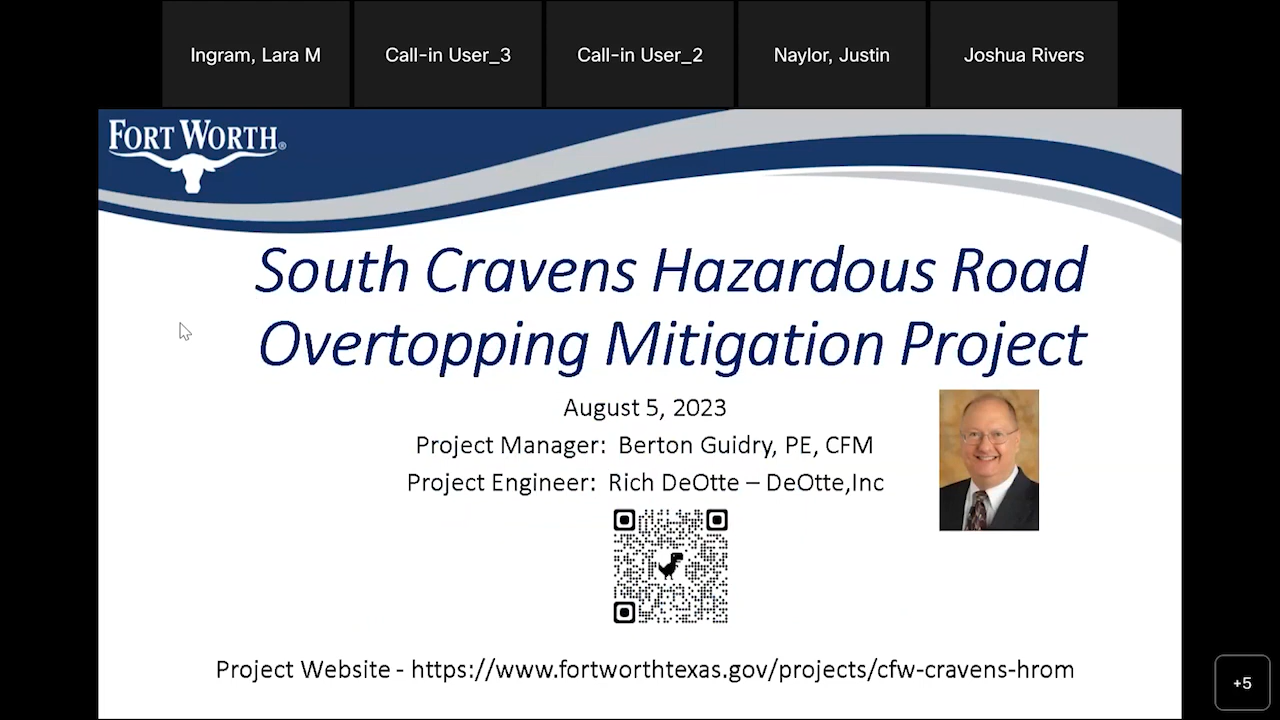 Ingram, Lara M
Call-in User_3
Call-in User_2
Naylor, Justin
Joshua Rivers
FORT WORTH®
South Cravens Hazardous Road
Overtopping Mitigation Project
August 5, 2023
Project Manager: Berton Guidry, PE, CFM
Project Engineer: Rich DeOtte – DeOtte,Inc
Project Website - https://www.fortworthtexas.gov/projects/cfw-cravens-hrom
+5